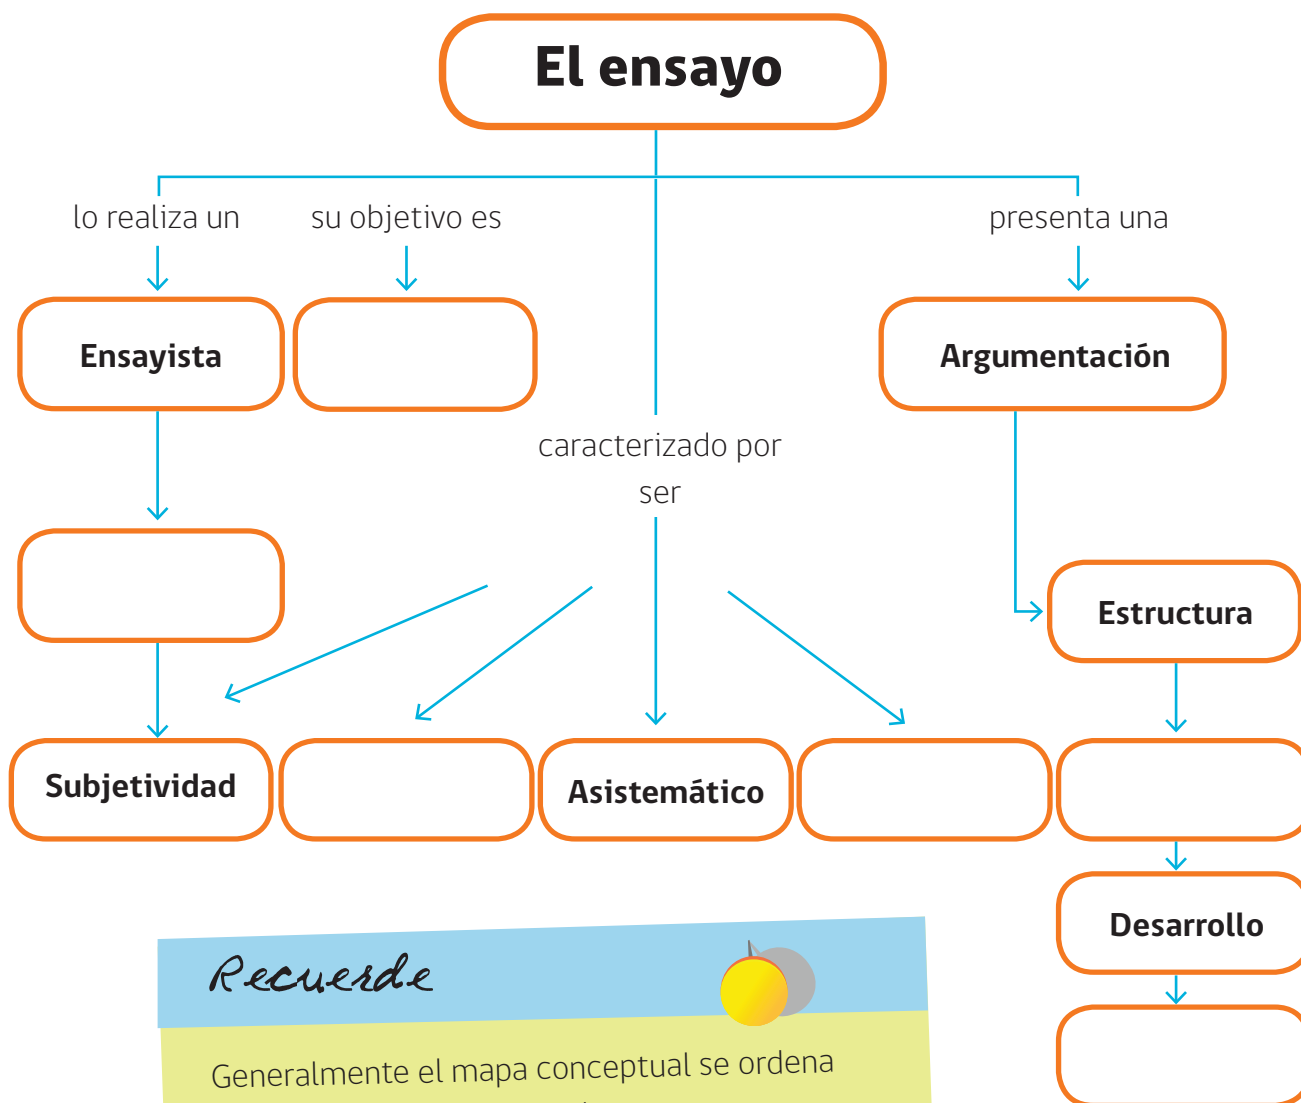 El ensayo
lo realiza un
su objetivo es
presenta una
Ensayista
Argumentación
caracterizado por
ser
Estructura
Subjetividad
Asistemático
Desarrollo
Recuerde
Generalmente el mapa conceptual se ordena